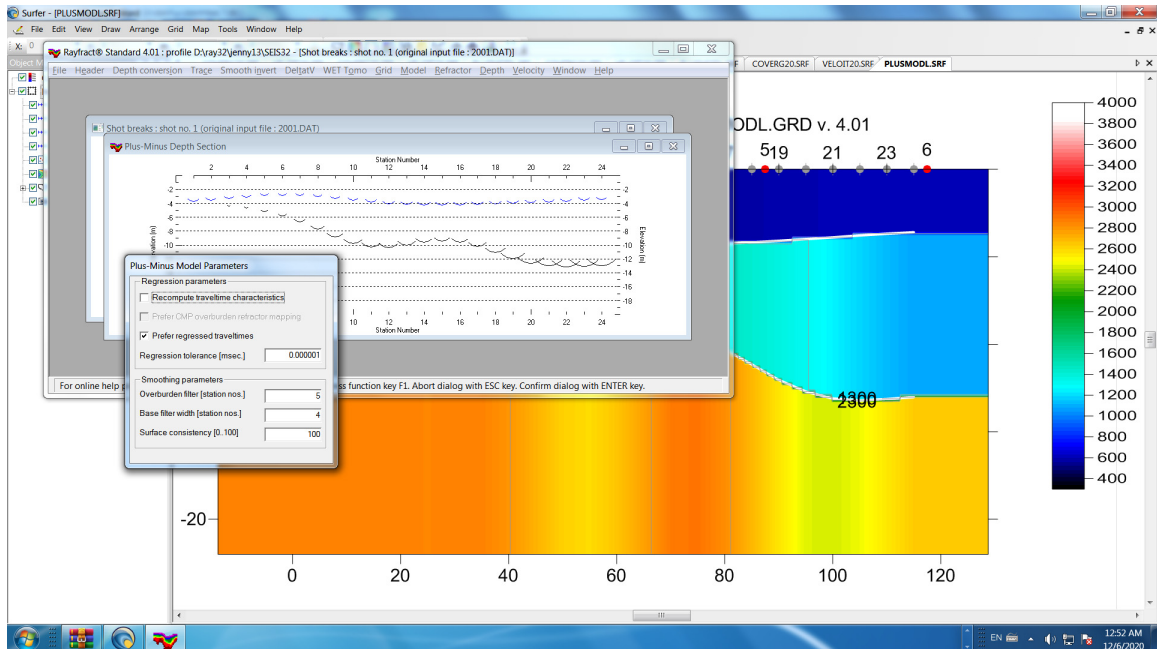 Surfer - [PLUSMODL.SRF]
File Edit View Draw Arrange Grid Map Tools Window Help
X: 0
Rayfract® Standard 4.01 : profile D:\ray32\jenny13\SEIS32 - [Shot breaks : shot no. 1 (original input file : 2001.DAT)]
File Header Depth conversion Trace Smooth invert DeltatV WET Tomo Grid Model Refractor Depth Velocity Window Help
COVERG20.SRF VELOIT20.SRF PLUSMODL.SRF
Shot breaks : shot no. 1 (original input file : 2001.DAT)
Plus-Minus Depth Section
Station Number
2 4 6 8 10 12 14 16 18 20 22 24
-2 -2
-4 -4
-6 -6
-8 -8
-10 -10
-12
-14
-16
-18
Elevation [m]
10 12 14 16 18 20 22 24
Station Number
Plus-Minus Model Parameters
Regression parameters
Recompute traveltime characteristics
Prefer CMP overburden refractor mapping
Prefer regressed traveltimes
Regression tolerance [msec.] 0.000001
Smoothing parameters
Overburden filter [station nos.] 5
Base filter width [station nos.] 4
Surface consistency [0..100] 100
For online help
ss function key F1. Abort dialog with ESC key. Confirm dialog with ENTER key.
ODL.GRD v. 4.01
5 19 21 23 6
2300
-20
0 20 40 60 80 100 120
4000
3800
3600
3400
3200
3000
2800
2600
2400
2200
2000
1800
1600
1400
1200
1000
800
600
400
EN
12:52 AM
12/6/2020